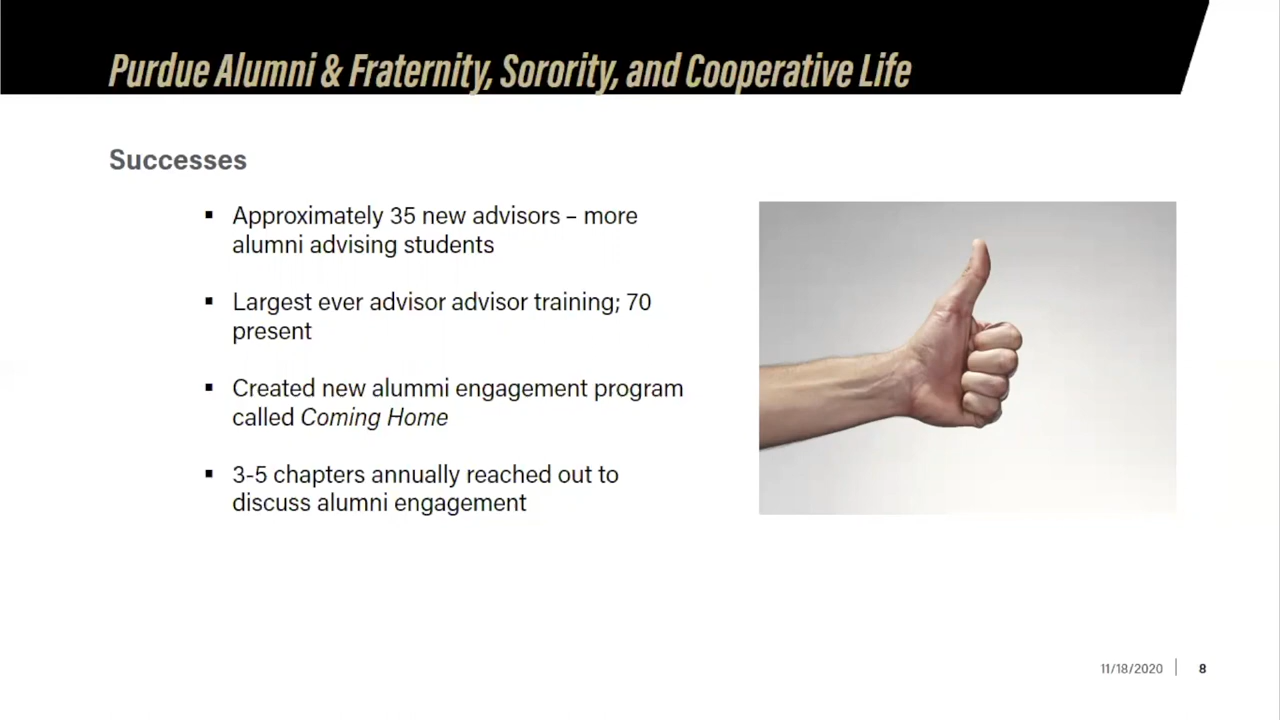 Purdue Alumni & Fraternity, Sorority, and Cooperative Life
Successes
▪ Approximately 35 new advisors – more
alumni advising students
▪ Largest ever advisor advisor training; 70
present
▪ Created new alummi engagement program
called Coming Home
▪ 3-5 chapters annually reached out to
discuss alumni engagement
11/18/2020 | 8